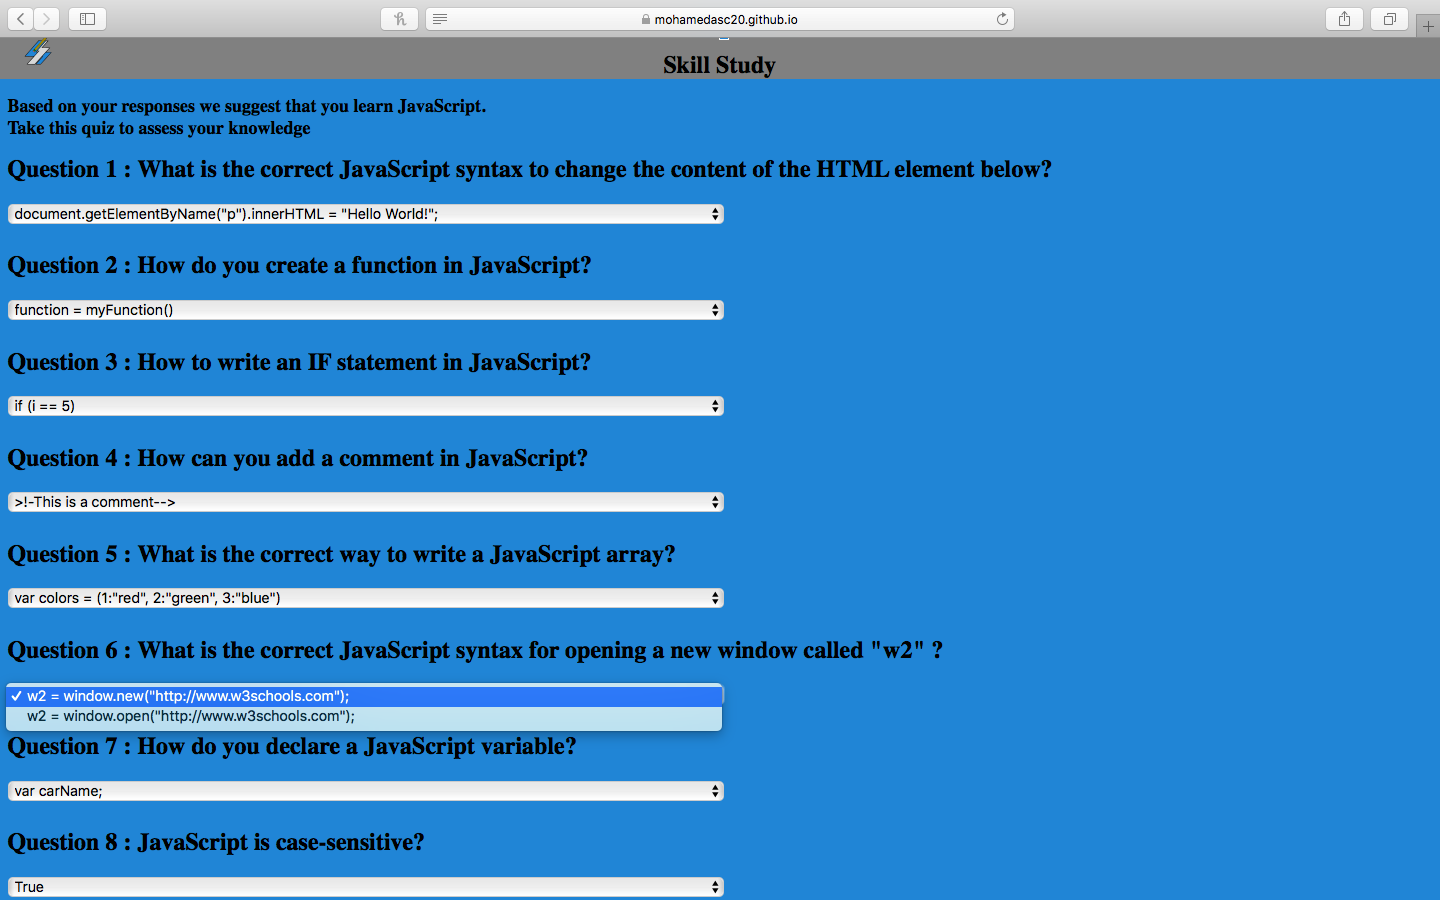 mohamedasc20.github.io
Skill Study
Based on your responses we suggest that you learn JavaScript.
Take this quiz to assess your knowledge
Question 1 : What is the correct JavaScript syntax to change the content of the HTML element below?
document.getElementByName("p").innerHTML = "Hello World!";
Question 2 : How do you create a function in JavaScript?
function = myFunction()
Question 3 : How to write an IF statement in JavaScript?
if (i == 5)
Question 4 : How can you add a comment in JavaScript?
>!-This is a comment-->
Question 5 : What is the correct way to write a JavaScript array?
var colors = (1:"red", 2:"green", 3:"blue")
Question 6 : What is the correct JavaScript syntax for opening a new window called "w2" ?
✓ w2 = window.new("http://www.w3schools.com");
w2 = window.open("http://www.w3schools.com");
Question 7 : How do you declare a JavaScript variable?
var carName;
Question 8 : JavaScript is case-sensitive?
True